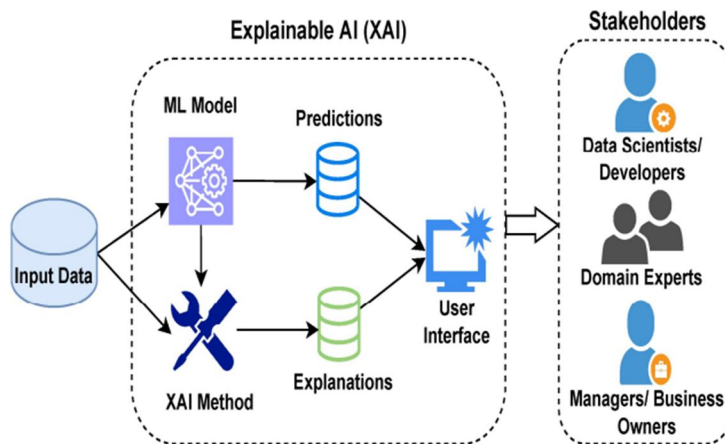 Explainable AI (XAI)
Stakeholders
ML Model
Predictions
Input Data
XAI Method
Explanations
User
Interface
Data Scientists/
Developers
Domain Experts
Managers/ Business
Owners